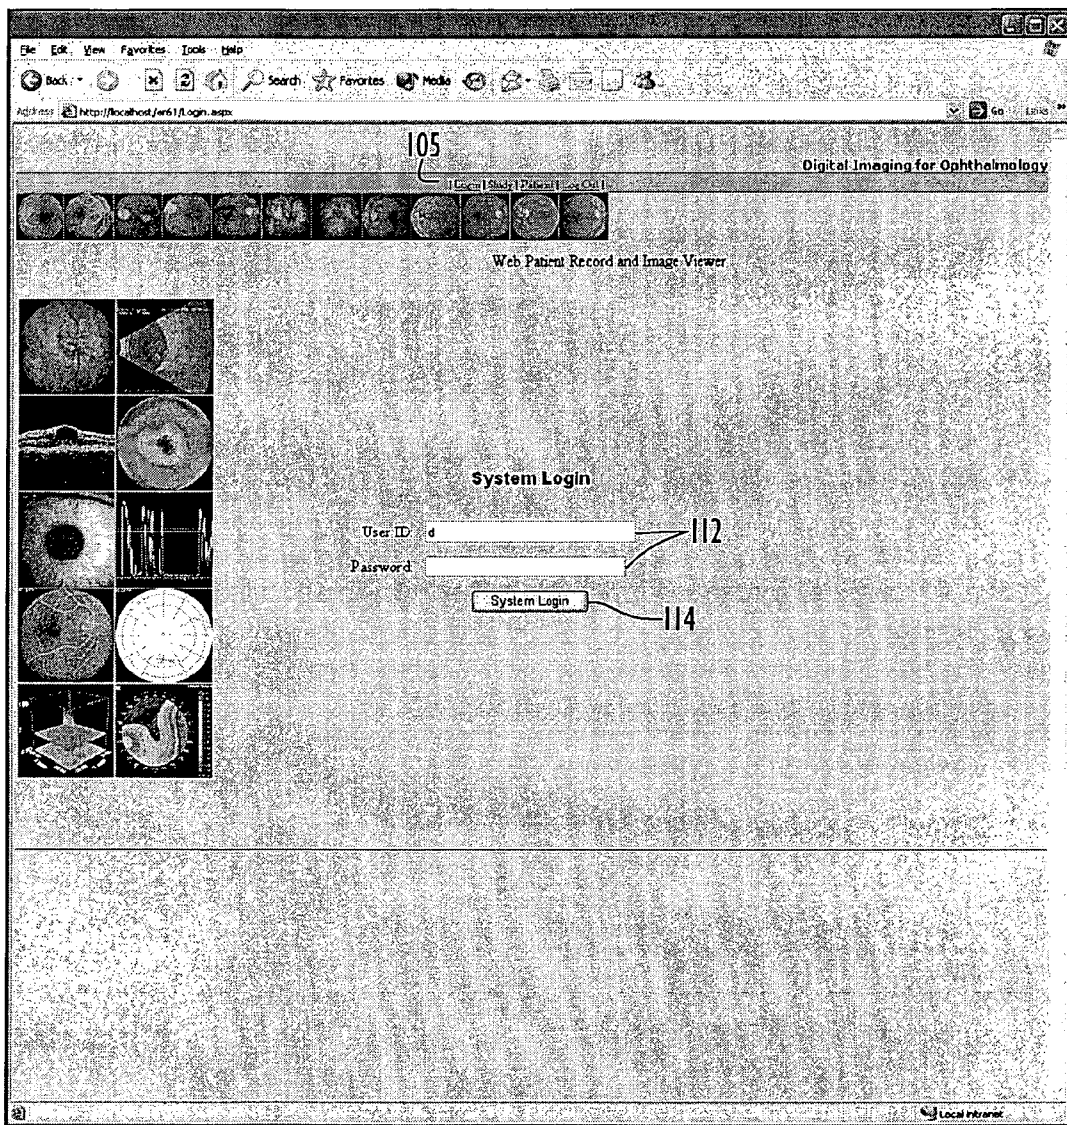 File Edit View Favorites Tools Help
Back Search Favorites Media
Address http://localhost/er61/Login.aspx Go Links »
105
Digital Imaging for Ophthalmology
| Login | Study | Patient | Log Out |
Web Patient Record and Image Viewer
System Login
User ID d
112
Password
System Login
114
Local intranet